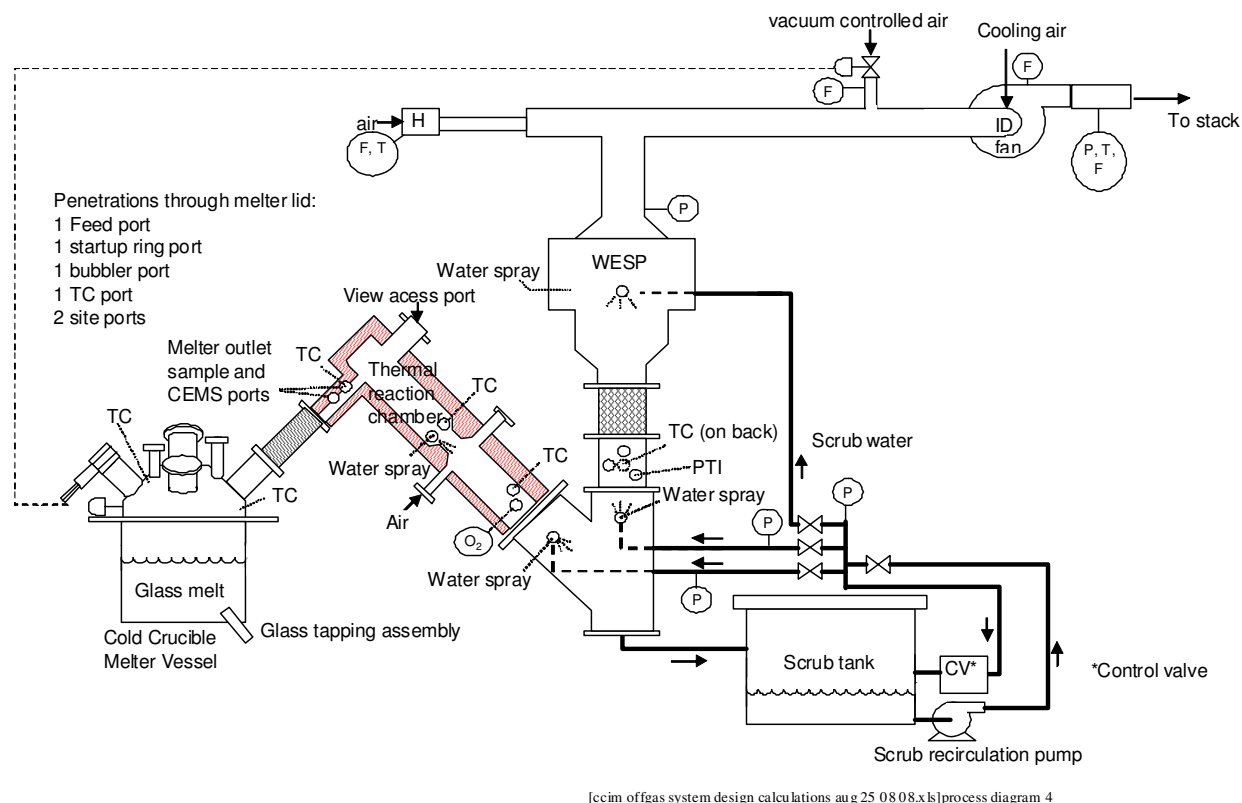 vacuum controlled air
Cooling air
F
F
air
H
F, T
ID
fan
To stack
P, T,
F
Penetrations through melter lid:
1 Feed port
1 startup ring port
1 bubbler port
1 TC port
2 site ports
P
WESP
Water spray
View acess port
Melter outlet
sample and
CEMS ports
TC
Thermal
reaction
chamber
TC
TC
TC (on back)
Scrub water
Water spray
TC
PTI
TC
Water spray
P
P
Air
O2
Water spray
P
Glass melt
Glass tapping assembly
Cold Crucible
Melter Vessel
Scrub tank
CV*
*Control valve
Scrub recirculation pump
[ccim offgas system design calculations aug 25 08 08.xls]process diagram 4